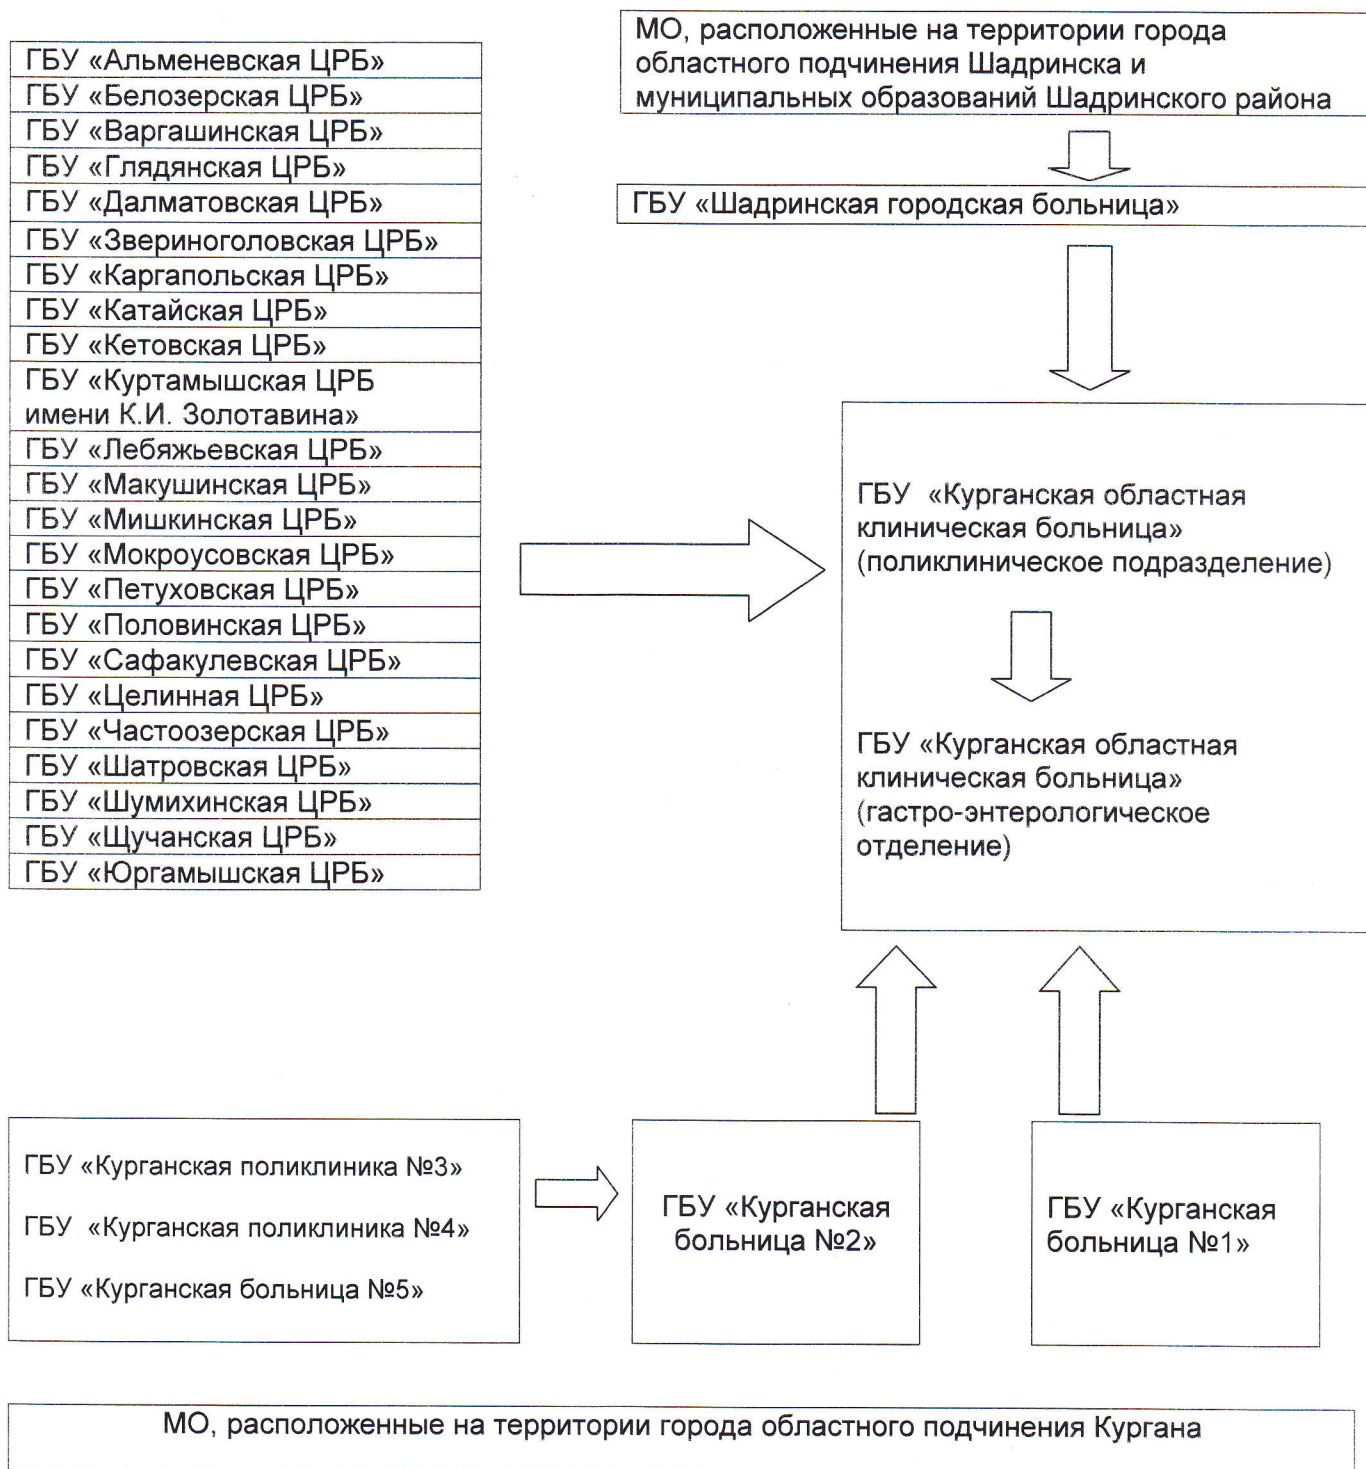 ГБУ «Альменевская ЦРБ»
ГБУ «Белозерская ЦРБ»
ГБУ «Варгашинская ЦРБ»
ГБУ «Глядянская ЦРБ»
ГБУ «Далматовская ЦРБ»
ГБУ «Звериноголовская ЦРБ»
ГБУ «Каргапольская ЦРБ»
ГБУ «Катайская ЦРБ»
ГБУ «Кетовская ЦРБ»
ГБУ «Куртамышская ЦРБ
имени К.И. Золотавина»
ГБУ «Лебяжьевская ЦРБ»
ГБУ «Макушинская ЦРБ»
ГБУ «Мишкинская ЦРБ»
ГБУ «Мокроусовская ЦРБ»
ГБУ «Петуховская ЦРБ»
ГБУ «Половинская ЦРБ»
ГБУ «Сафакулевская ЦРБ»
ГБУ «Целинная ЦРБ»
ГБУ «Частоозерская ЦРБ»
ГБУ «Шатровская ЦРБ»
ГБУ «Шумихинская ЦРБ»
ГБУ «Щучанская ЦРБ»
ГБУ «Юргамышская ЦРБ»
МО, расположенные на территории города
областного подчинения Шадринска и
муниципальных образований Шадринского района
ГБУ «Шадринская городская больница»
ГБУ «Курганская областная
клиническая больница»
(поликлиническое подразделение)
ГБУ «Курганская областная
клиническая больница»
(гастро-энтерологическое
отделение)
ГБУ «Курганская поликлиника №3»
ГБУ «Курганская поликлиника №4»
ГБУ «Курганская больница №5»
ГБУ «Курганская
больница №2»
ГБУ «Курганская
больница №1»
МО, расположенные на территории города областного подчинения Кургана